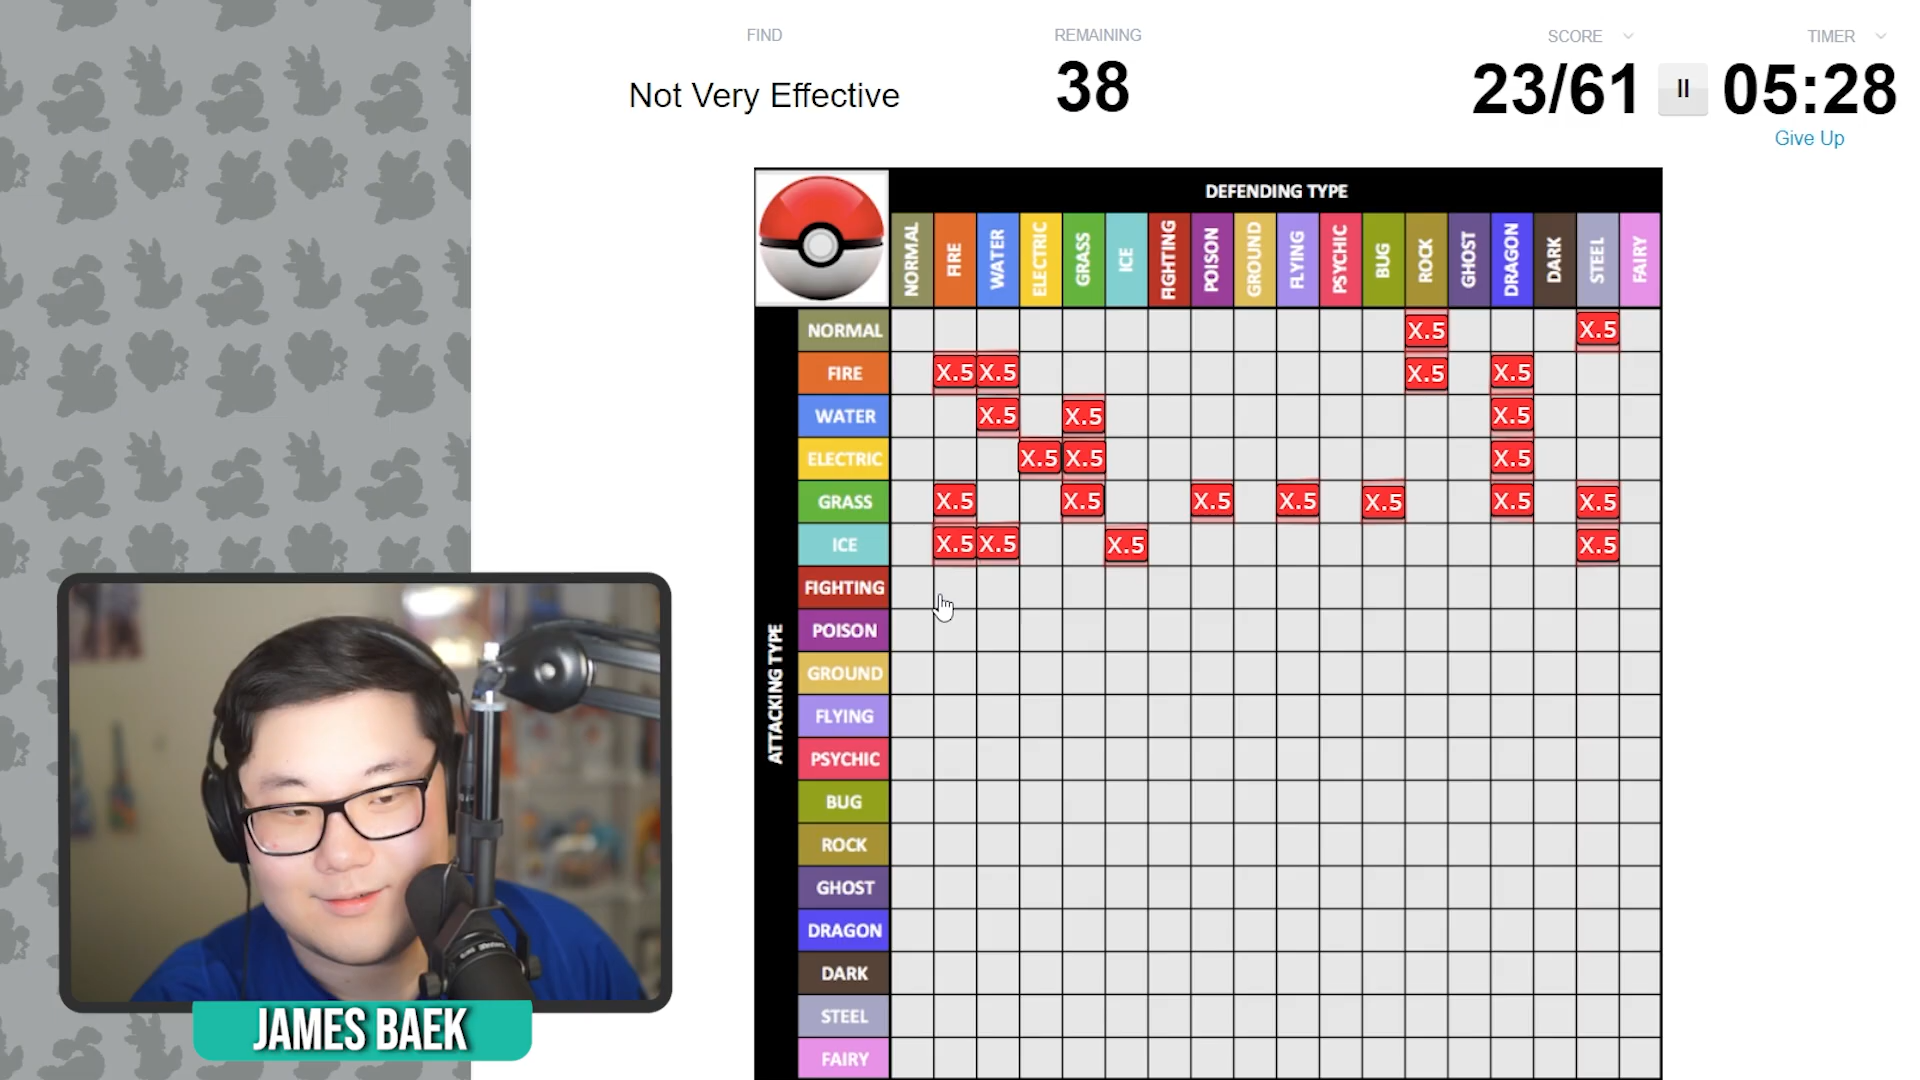 FIND
REMAINING
SCORE
TIMER
Not Very Effective
38
23/61
05:28
Give Up
DEFENDING TYPE
NORMAL FIRE WATER ELECTRIC GRASS ICE FIGHTING POISON GROUND FLYING PSYCHIC BUG ROCK GHOST DRAGON DARK STEEL FAIRY
ATTACKING TYPE
NORMAL X.5 X.5
FIRE X.5 X.5 X.5 X.5
WATER X.5 X.5 X.5
ELECTRIC X.5 X.5 X.5
GRASS X.5 X.5 X.5 X.5 X.5 X.5 X.5
ICE X.5 X.5 X.5 X.5
FIGHTING
POISON
GROUND
FLYING
PSYCHIC
BUG
ROCK
GHOST
DRAGON
DARK
STEEL
FAIRY
JAMES BAEK